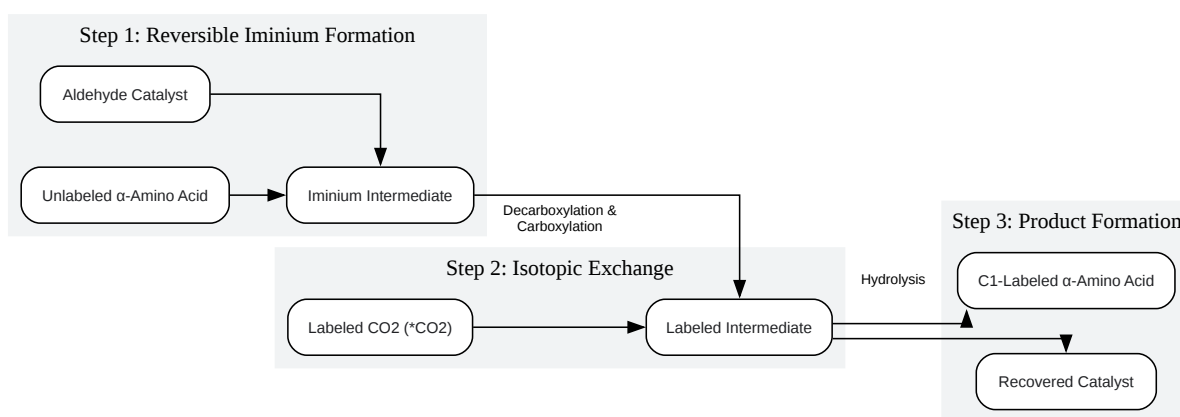 Step 1: Reversible Iminium Formation
Aldehyde Catalyst
Unlabeled α-Amino Acid
Iminium Intermediate
Decarboxylation &
Carboxylation
Step 2: Isotopic Exchange
Labeled CO2 (*CO2)
Labeled Intermediate
Hydrolysis
Step 3: Product Formation
C1-Labeled α-Amino Acid
Recovered Catalyst